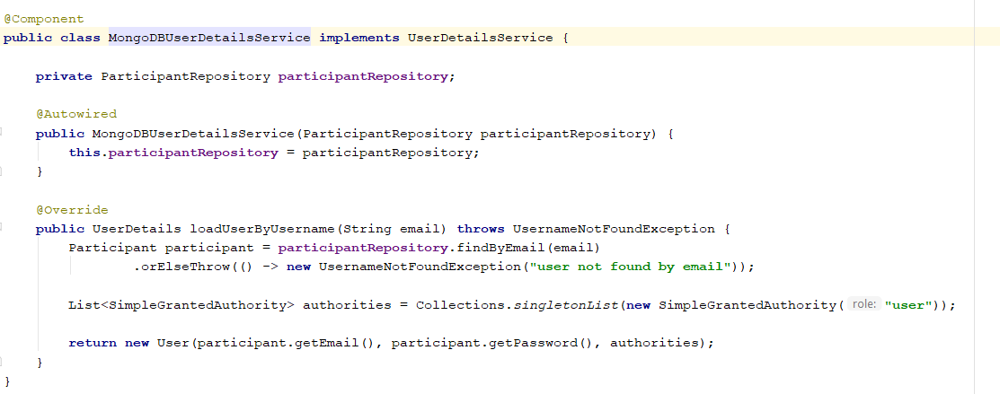 @Component
public class MongoDBUserDetailsService implements UserDetailsService {
private ParticipantRepository participantRepository;
@Autowired
public MongoDBUserDetailsService(ParticipantRepository participantRepository) {
this.participantRepository = participantRepository;
}
@Override
public UserDetails loadUserByUsername(String email) throws UsernameNotFoundException {
Participant participant = participantRepository.findByEmail(email)
.orElseThrow(() -> new UsernameNotFoundException("user not found by email"));
List<SimpleGrantedAuthority> authorities = Collections.singletonList(new SimpleGrantedAuthority( role: "user"));
return new User(participant.getEmail(), participant.getPassword(), authorities);
}
}